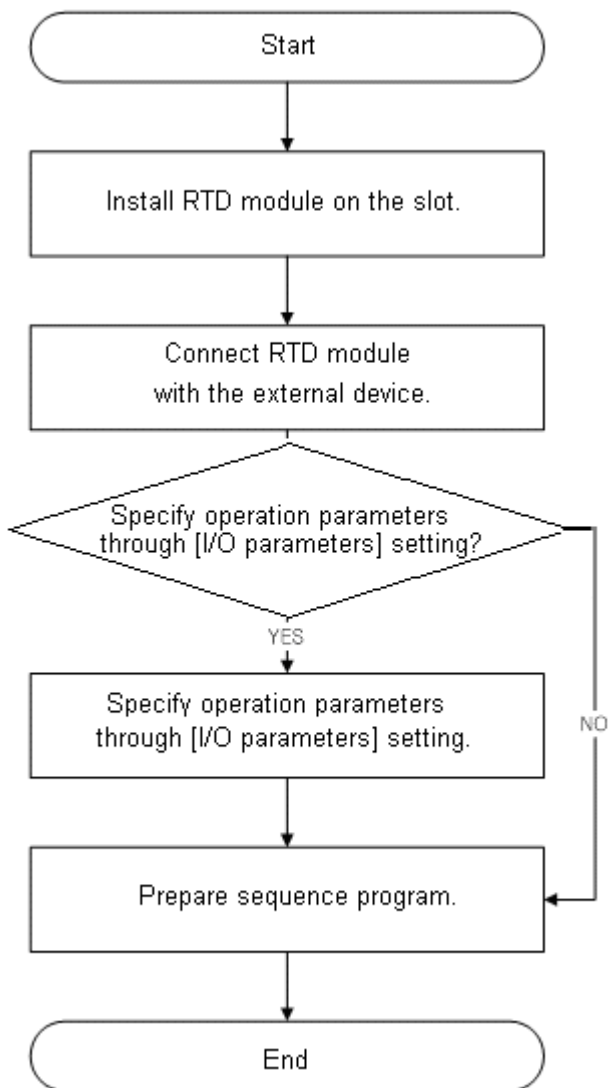 Start
Install RTD module on the slot.
Connect RTD module
with the external device.
Specify operation parameters
through [I/O parameters] setting?
YES
Specify operation parameters
through [I/O parameters] setting.
NO
Prepare sequence program.
End